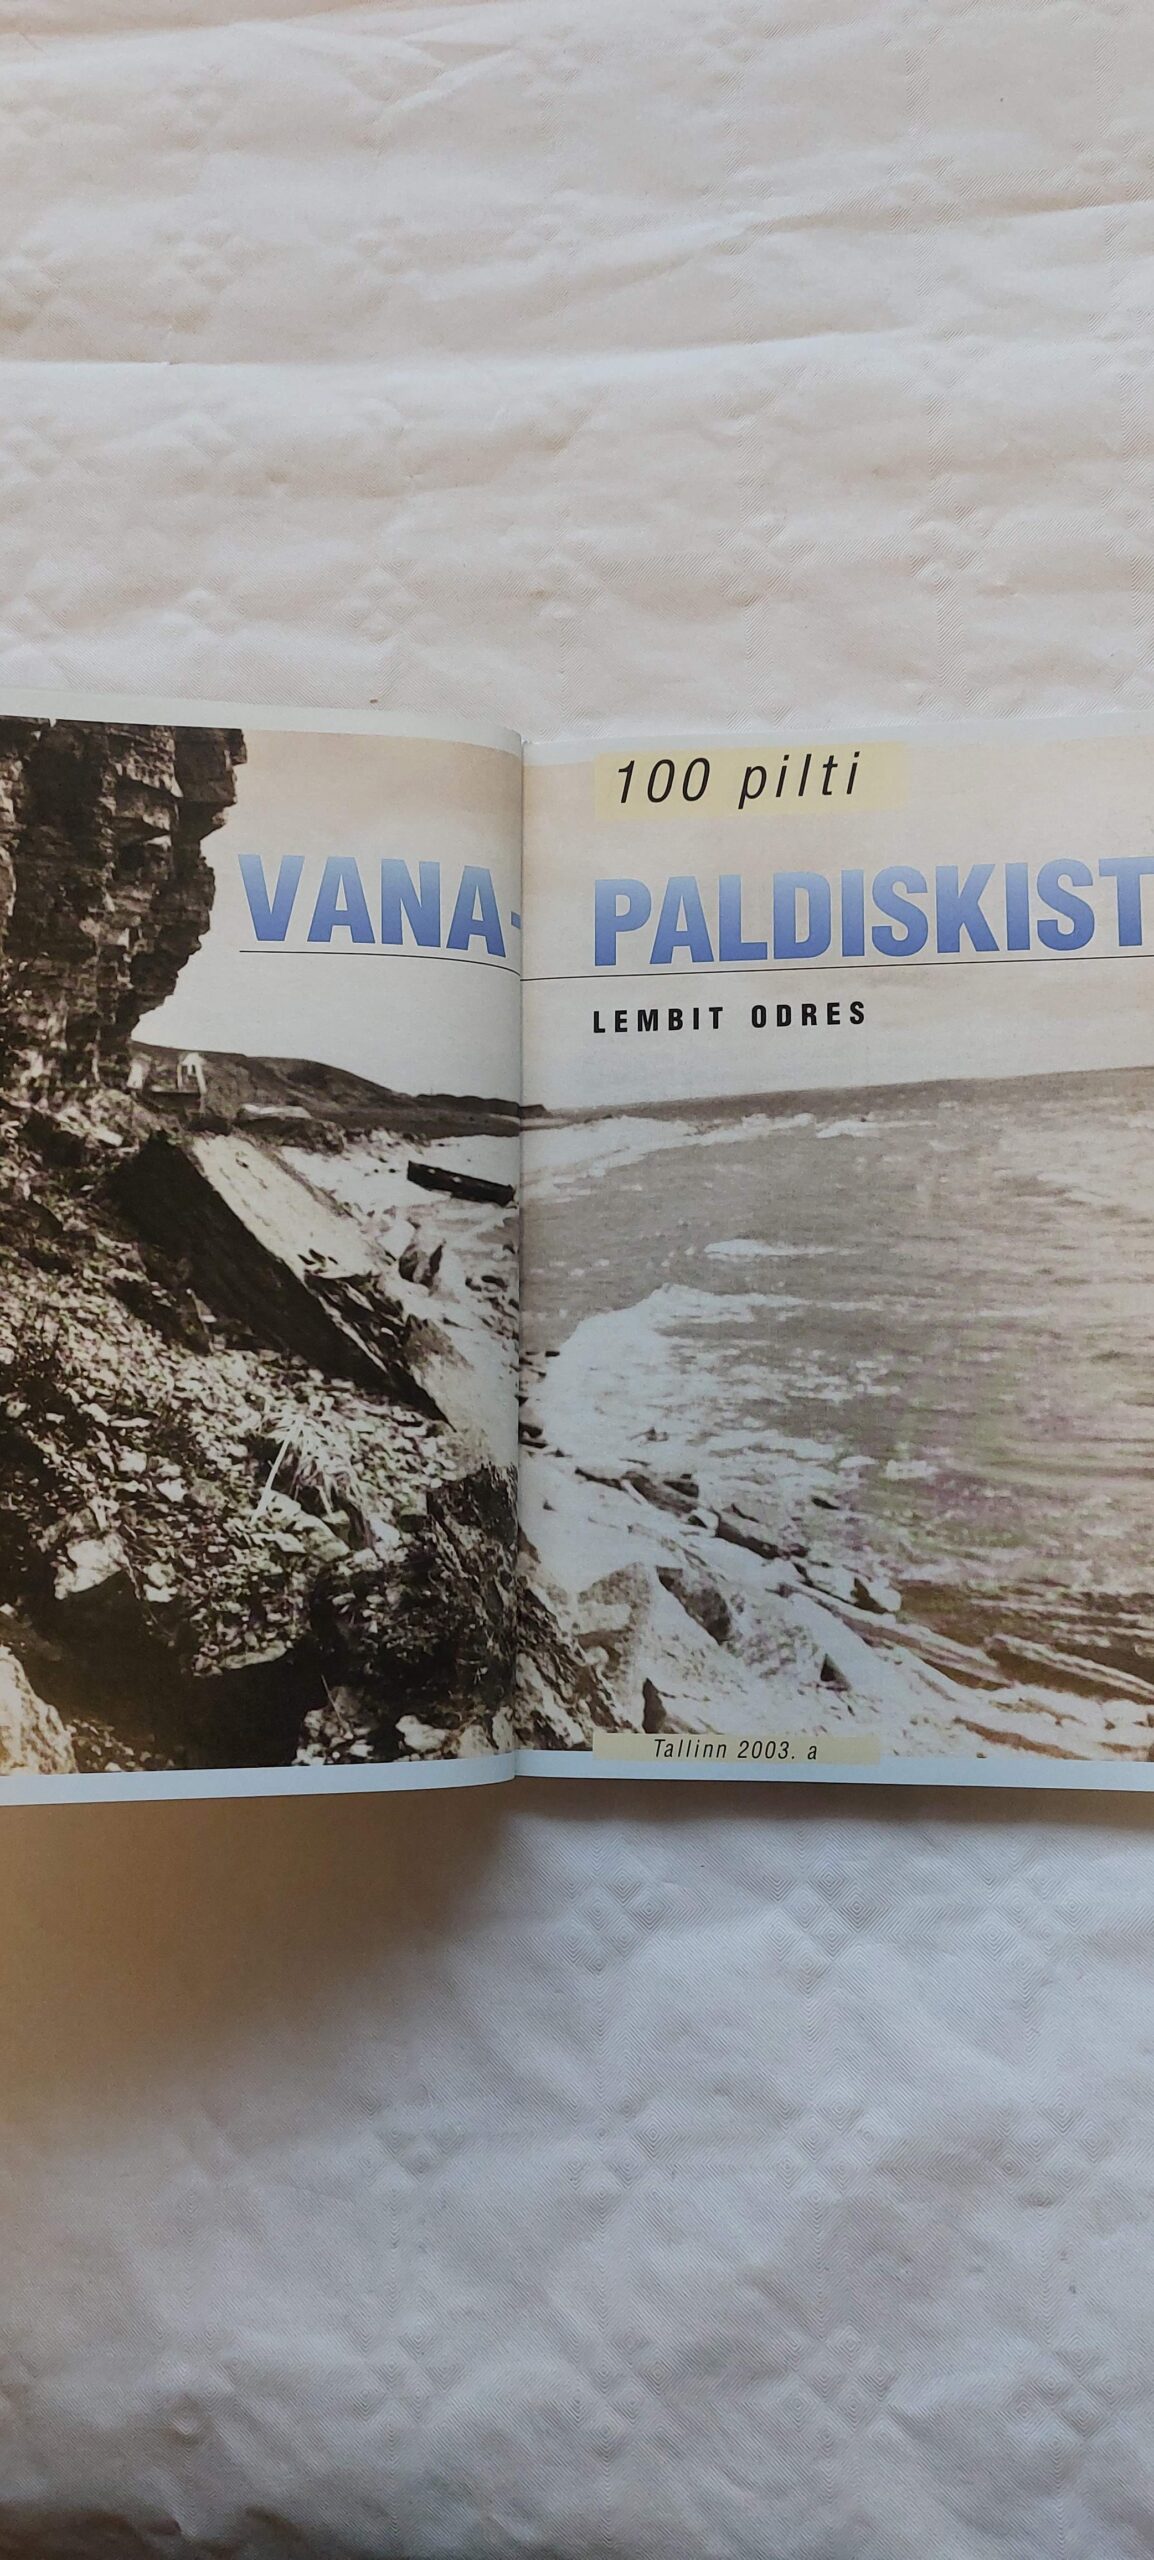 100 pilti
VANA-PALDISKIST
LEMBIT ODRES
Tallinn 2003. a